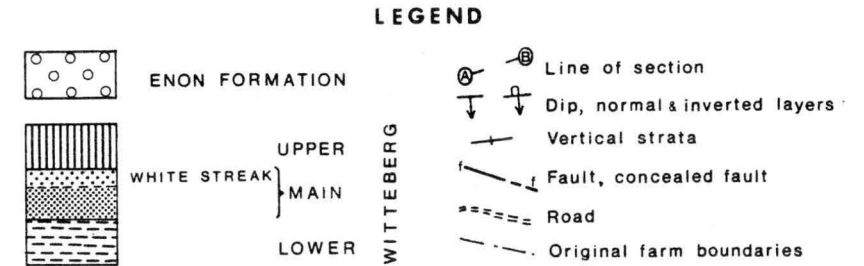 LEGEND
ENON FORMATION
UPPER
WHITE STREAK
MAIN
LOWER
WITTEBERG
A B Line of section
Dip, normal & inverted layers
Vertical strata
f f Fault, concealed fault
Road
Original farm boundaries